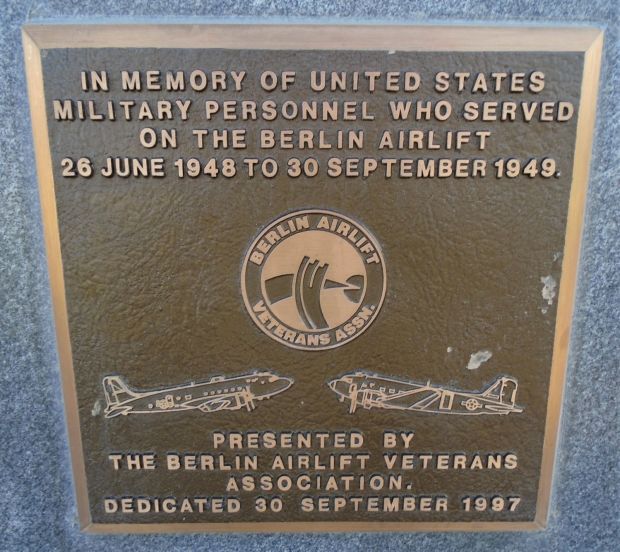 IN MEMORY OF UNITED STATES
MILITARY PERSONNEL WHO SERVED
ON THE BERLIN AIRLIFT
26 JUNE 1948 TO 30 SEPTEMBER 1949.
BERLIN AIRLIFT
VETERANS ASSN.
PRESENTED BY
THE BERLIN AIRLIFT VETERANS
ASSOCIATION.
DEDICATED 30 SEPTEMBER 1997